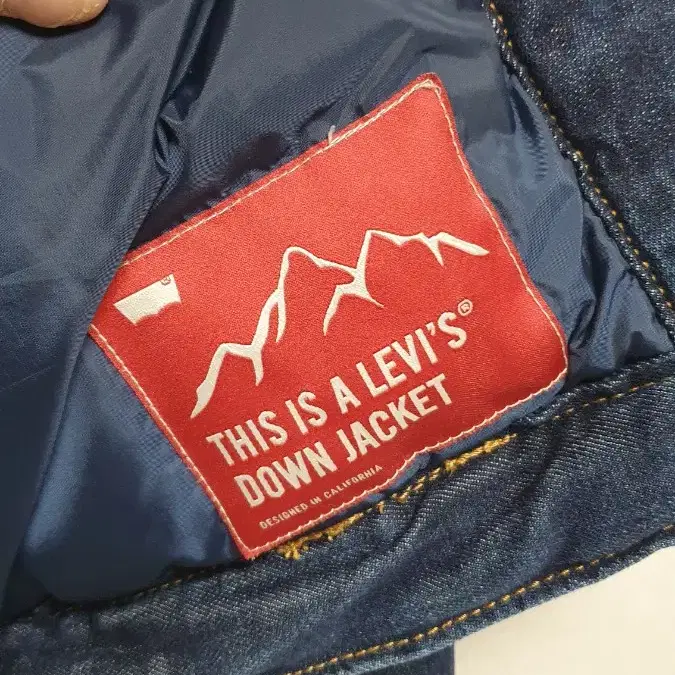 THIS IS A LEVI'S®
DOWN JACKET
DESIGNED IN CALIFORNIA